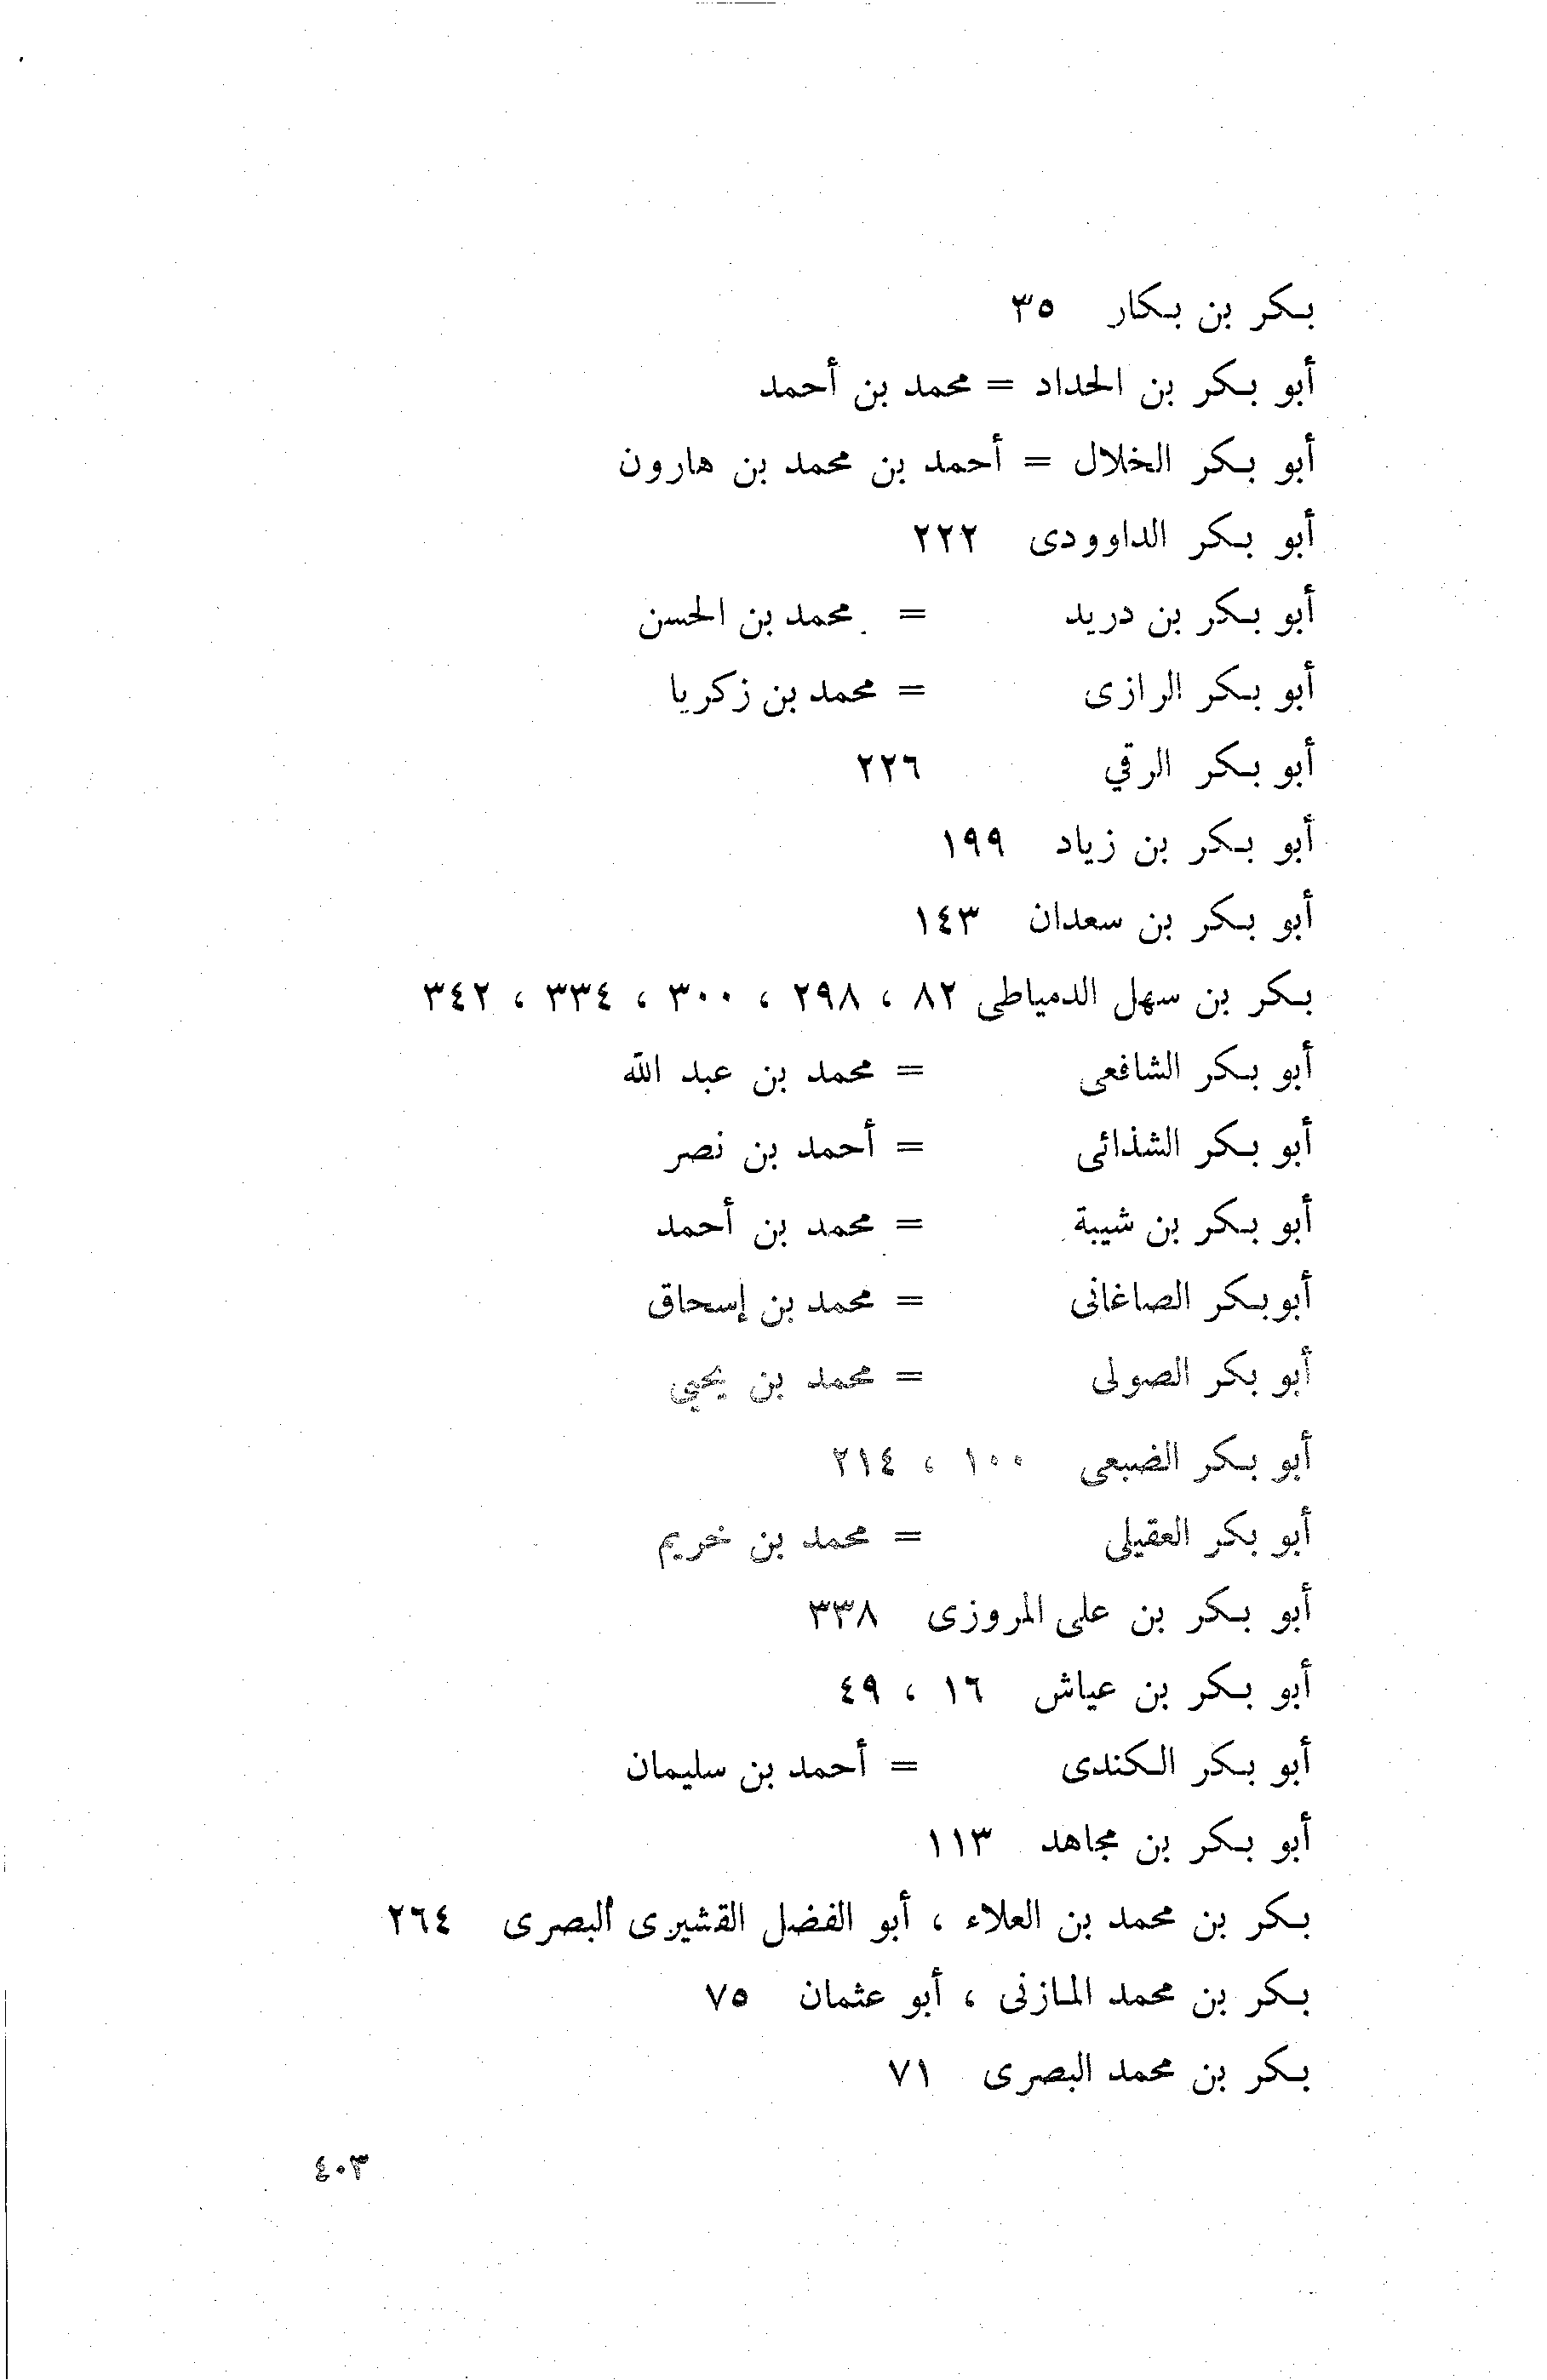 بكر بن بكار ٣٥
أبو بكر بن الحداد = محمد بن أحمد
أبو بكر الخلال = أحمد بن محمد بن هارون
أبو بكر الداوودى ٢٢٢
أبو بكر بن دريد = محمد بن الحسن
أبو بكر الرازى = محمد بن زكريا
أبو بكر الرقي ٢٢٦
أبو بكر بن زياد ١٩٩
أبو بكر بن سعدان ١٤٣
بكر بن سهل الدمياطى ٨٢ ، ٢٩٨ ، ٣٠٠ ، ٣٣٤ ، ٣٤٢
أبو بكر الشافعى = محمد بن عبد الله
أبو بكر الشذائى = أحمد بن نصر
أبو بكر بن شيبة = محمد بن أحمد
أبو بكر الصاغانى = محمد بن إسحاق
أبو بكر الصولى = محمد بن يحيى
أبو بكر الضبعى ١٠٠ ، ٢١٤
أبو بكر العقيلى = محمد بن خريم
أبو بكر بن على المروزى ٣٣٨
أبو بكر بن عياش ١٦ ، ٤٩
أبو بكر الكندى = أحمد بن سليمان
أبو بكر بن مجاهد ١١٣
بكر بن محمد بن العلاء ، أبو الفضل القشيرى البصرى ٢٦٤
بكر بن محمد المازنى ، أبو عثمان ٧٥
بكر بن محمد البصرى ٧١
٤٠٣